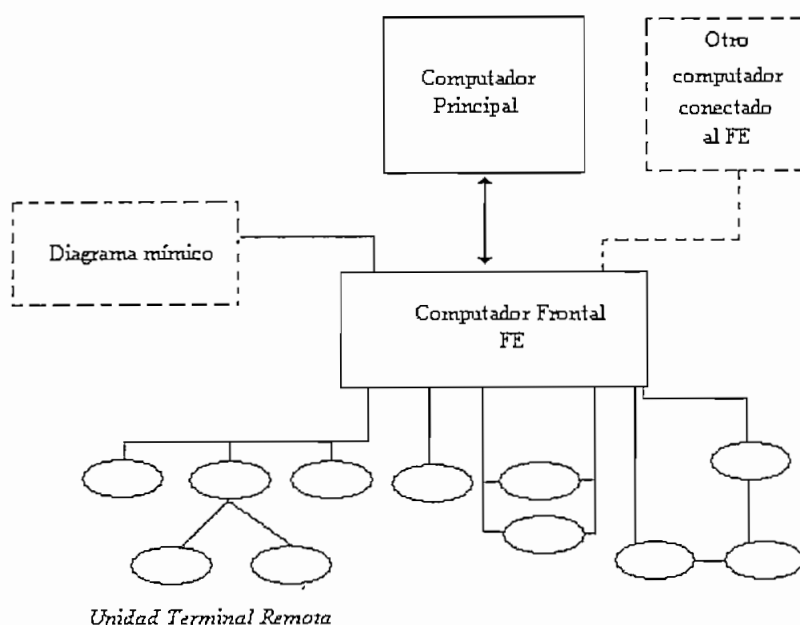 Computador
Principal
Otro
computador
conectado
al FE
Diagrama mímico
Computador Frontal
FE
Unidad Terminal Remota